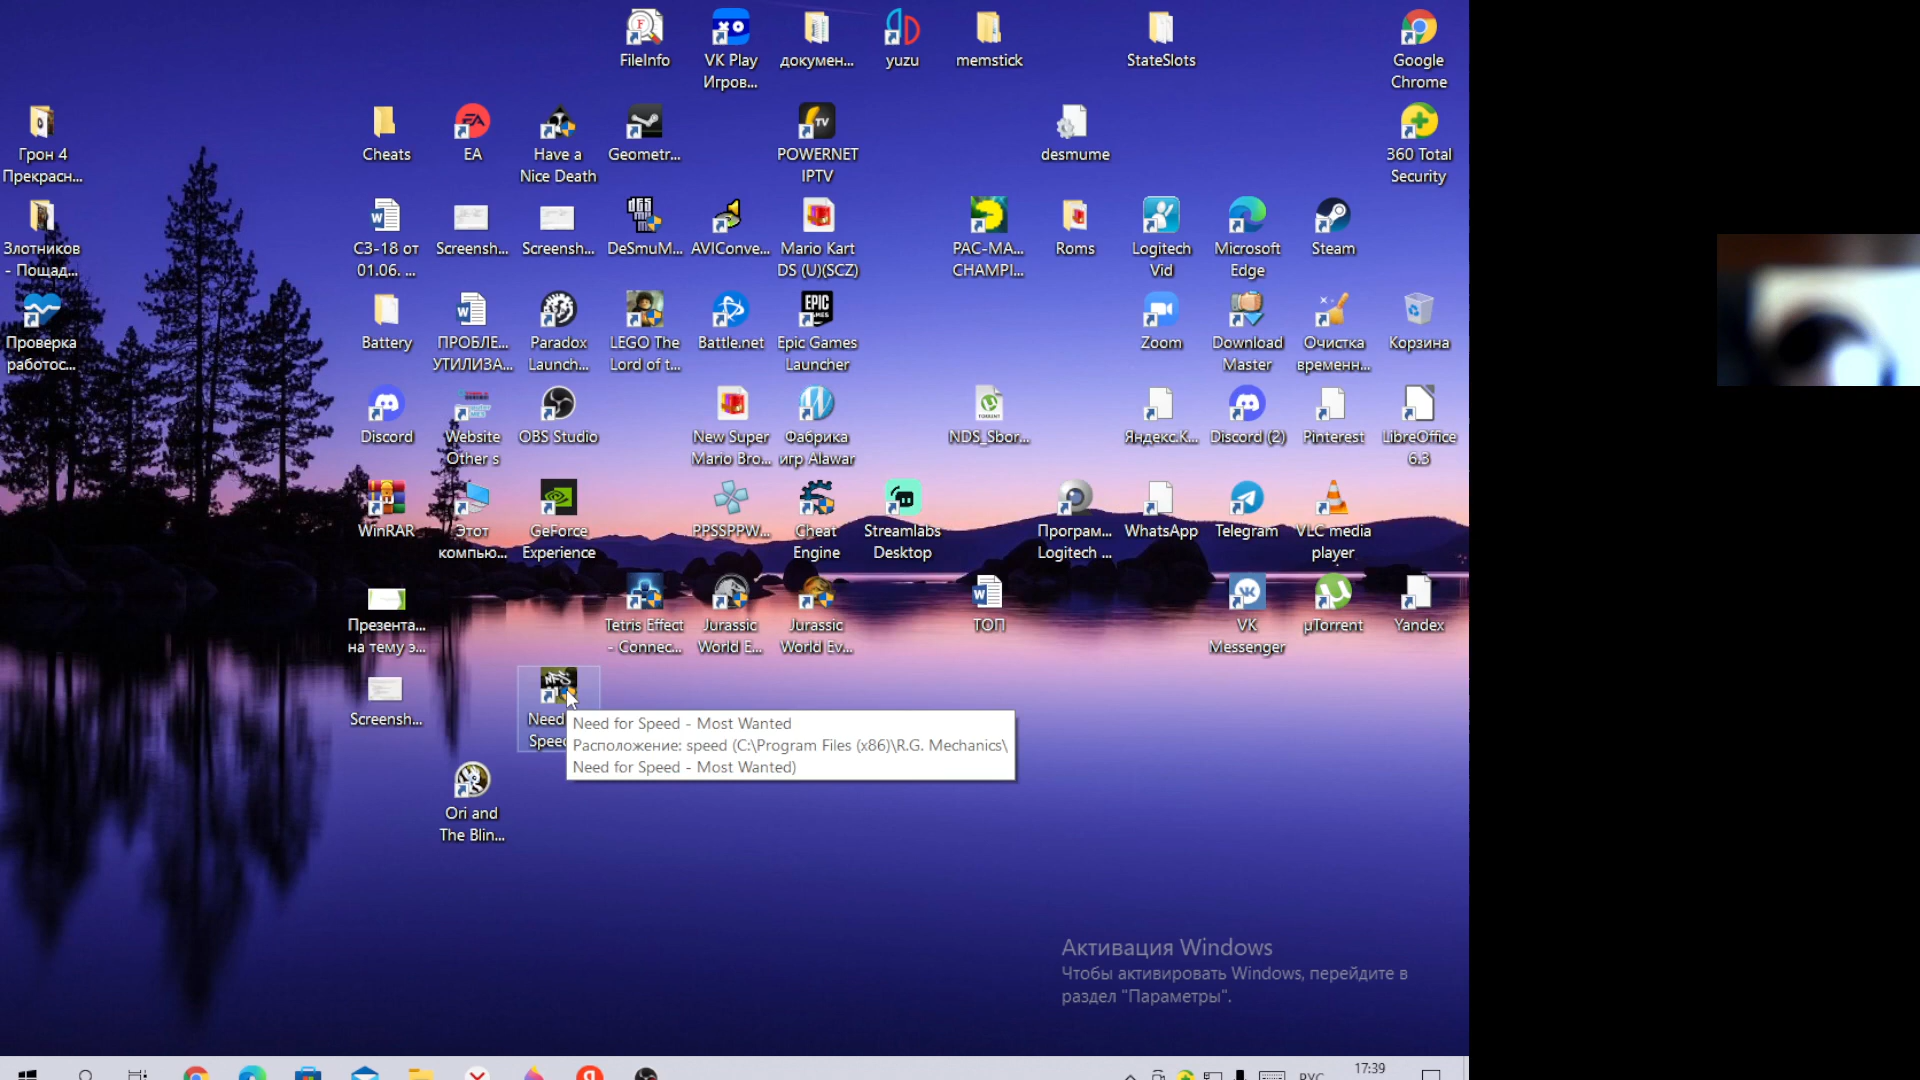 FileInfo
VK Play
Игров...
докумен...
yuzu
memstick
StateSlots
Google
Chrome
Грон 4
Прекрасн...
Cheats
EA
Have a
Nice Death
Geometr...
TV
POWERNET
IPTV
desmume
360 Total
Security
Злотников
- Пощад...
СЗ-18 от
01.06. ...
Screensh...
Screensh...
DeSmuM...
AVIConve...
Mario Kart
DS (U)(SCZ)
PAC-MA...
CHAMPI...
Roms
Logitech
Vid
Microsoft
Edge
Steam
Проверка
работос...
Battery
ПРОБЛЕ...
УТИЛИЗА...
Paradox
Launch...
LEGO The
Lord of t...
Battle.net
EPIC
GAMES
Epic Games
Launcher
Zoom
Download
Master
Очистка
временн...
Корзина
Discord
Website
Other s
OBS Studio
New Super
Mario Bro...
Фабрика
игр Alawar
TORRENT
NDS_Sbor...
Яндекс.К...
Discord (2)
Pinterest
LibreOffice
6.3
WinRAR
Этот
компью...
GeForce
Experience
PPSSPPW...
Cheat
Engine
Streamlabs
Desktop
Програм...
Logitech ...
WhatsApp
Telegram
VLC media
player
Презента...
на тему э...
Tetris Effect
- Connec...
Jurassic
World E...
Jurassic
World Ev...
ТОП
VK
Messenger
µTorrent
Yandex
Screensh...
Need
Speed
Need for Speed - Most Wanted
Расположение: speed (C:\Program Files (x86)\R.G. Mechanics\
Need for Speed - Most Wanted)
Ori and
The Blin...
Активация Windows
Чтобы активировать Windows, перейдите в
раздел "Параметры".
РУС
17:39